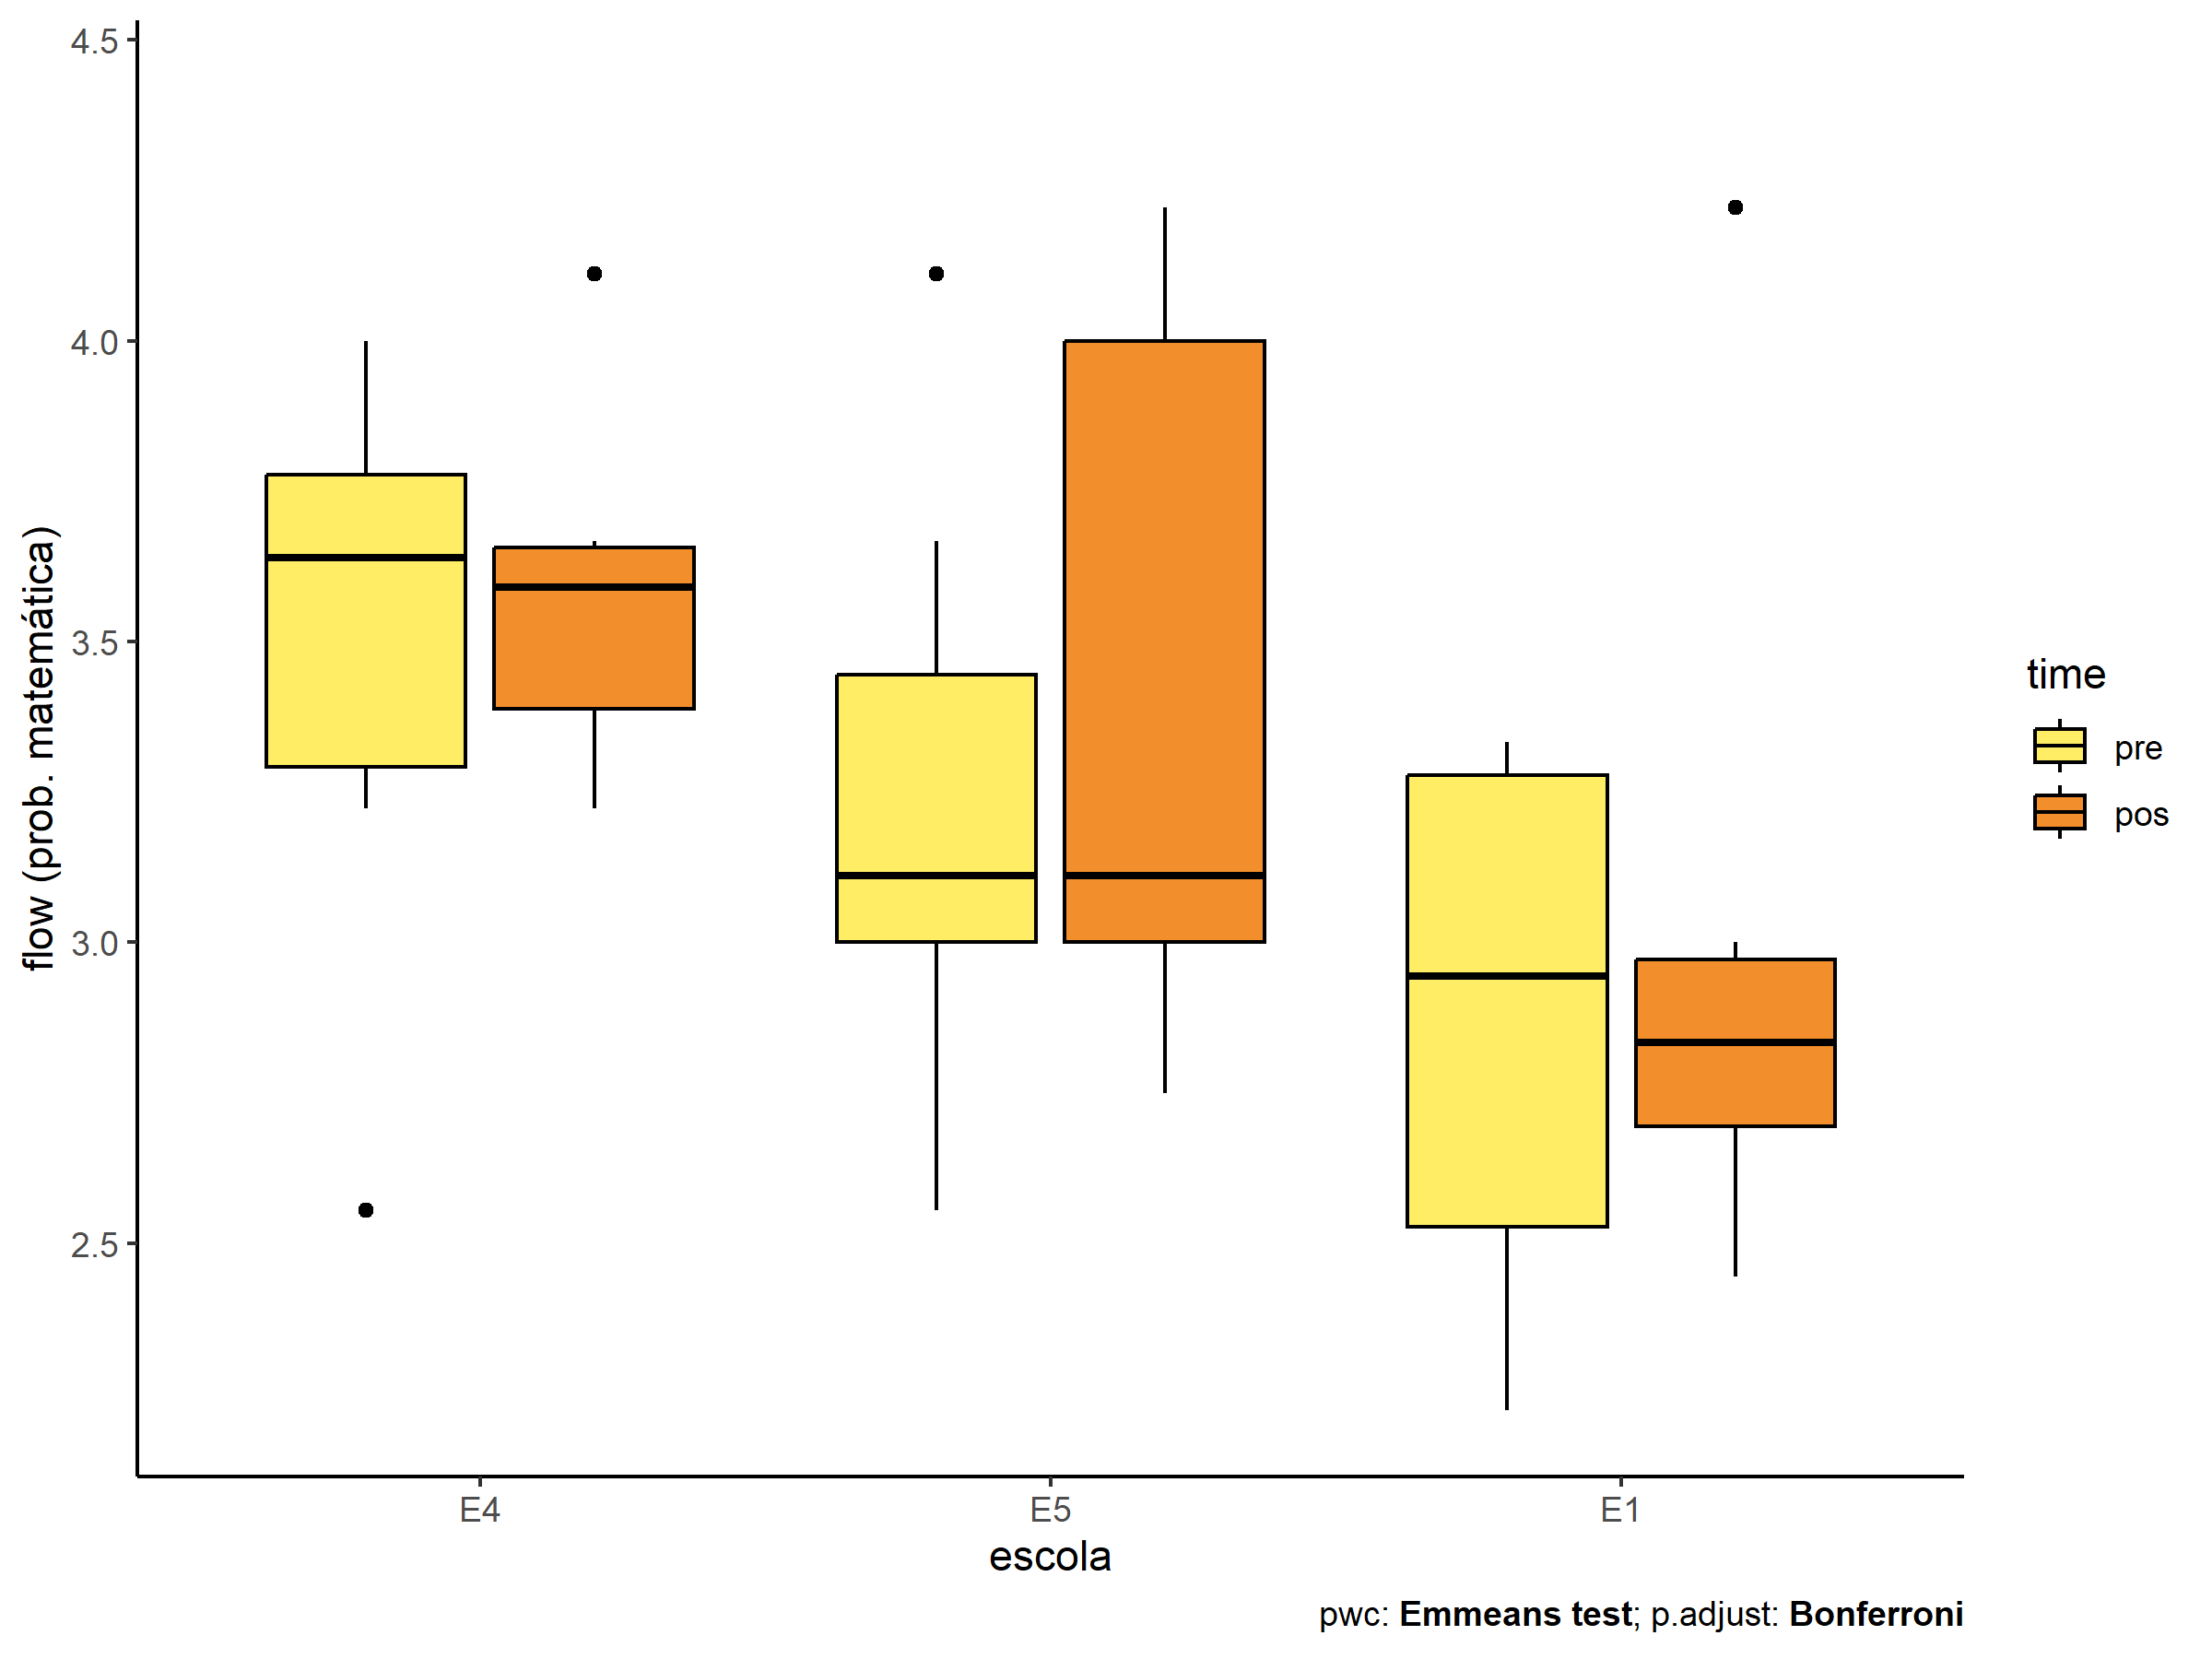 flow (prob. matemática)
4.5
4.0
3.5
3.0
2.5
E4
E5
E1
escola
time
pre
pos
pwc: Emmeans test; p.adjust: Bonferroni